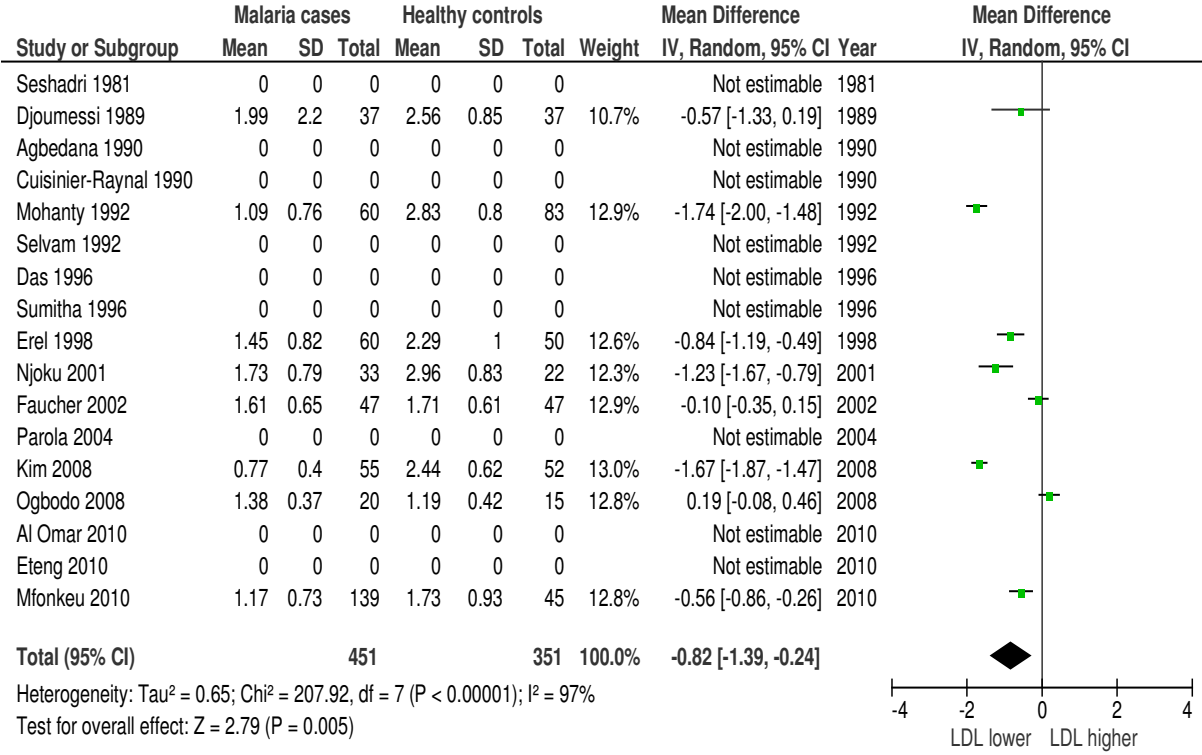 Malaria cases Healthy controls Mean Difference Mean Difference
Study or Subgroup Mean SD Total Mean SD Total Weight IV, Random, 95% CI Year IV, Random, 95% CI
Seshadri 1981 0 0 0 0 0 0 Not estimable 1981
Djoumessi 1989 1.99 2.2 37 2.56 0.85 37 10.7% -0.57 [-1.33, 0.19] 1989
Agbedana 1990 0 0 0 0 0 0 Not estimable 1990
Cuisinier-Raynal 1990 0 0 0 0 0 0 Not estimable 1990
Mohanty 1992 1.09 0.76 60 2.83 0.8 83 12.9% -1.74 [-2.00, -1.48] 1992
Selvam 1992 0 0 0 0 0 0 Not estimable 1992
Das 1996 0 0 0 0 0 0 Not estimable 1996
Sumitha 1996 0 0 0 0 0 0 Not estimable 1996
Erel 1998 1.45 0.82 60 2.29 1 50 12.6% -0.84 [-1.19, -0.49] 1998
Njoku 2001 1.73 0.79 33 2.96 0.83 22 12.3% -1.23 [-1.67, -0.79] 2001
Faucher 2002 1.61 0.65 47 1.71 0.61 47 12.9% -0.10 [-0.35, 0.15] 2002
Parola 2004 0 0 0 0 0 0 Not estimable 2004
Kim 2008 0.77 0.4 55 2.44 0.62 52 13.0% -1.67 [-1.87, -1.47] 2008
Ogbodo 2008 1.38 0.37 20 1.19 0.42 15 12.8% 0.19 [-0.08, 0.46] 2008
Al Omar 2010 0 0 0 0 0 0 Not estimable 2010
Eteng 2010 0 0 0 0 0 0 Not estimable 2010
Mfonkeu 2010 1.17 0.73 139 1.73 0.93 45 12.8% -0.56 [-0.86, -0.26] 2010
Total (95% CI) 451 351 100.0% -0.82 [-1.39, -0.24]
Heterogeneity: Tau² = 0.65; Chi² = 207.92, df = 7 (P < 0.00001); I² = 97%
Test for overall effect: Z = 2.79 (P = 0.005)
-4 -2 0 2 4
LDL lower LDL higher